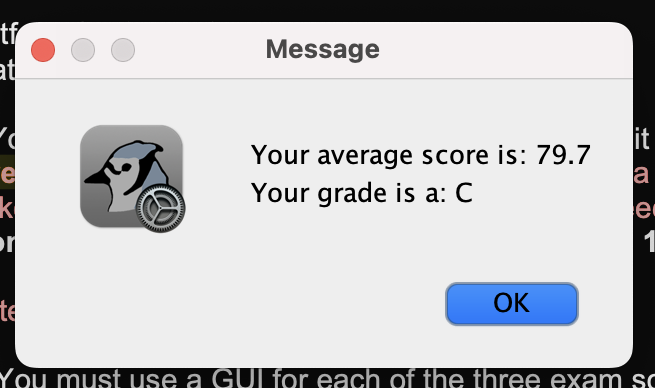 Message
Your average score is: 79.7
Your grade is a: C
OK
You must use a GUI for each of the three exam